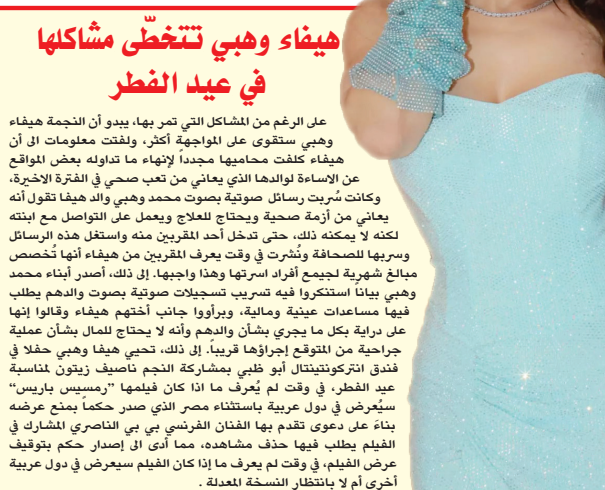 هيفاء وهبي تتخطّى مشاكلها
في عيد الفطر
على الرغم من المشاكل التي تمر بها، يبدو أن النجمة هيفاء
وهبي ستقوى على المواجهة أكثر، ولفتت معلومات الى أن
هيفاء كلفت محاميها مجدداً لإنهاء ما تداوله بعض المواقع
عن الاساءة لوالدها الذي يعاني من تعب صحي في الفترة الاخيرة،
وكانت سُربت رسائل صوتية بصوت محمد وهبي والد هيفا تقول أنه
يعاني من أزمة صحية ويحتاج للعلاج ويعمل على التواصل مع ابنته
لكنه لا يمكنه ذلك، حتى تدخل أحد المقربين منه واستغل هذه الرسائل
وسربها للصحافة ونُشرت في وقت يعرف المقربين من هيفاء أنها تُخصص
مبالغ شهرية لجيمع أفراد اسرتها وهذا واجبها. إلى ذلك، أصدر أبناء محمد
وهبي بياناً استنكروا فيه تسريب تسجيلات صوتية بصوت والدهم يطلب
فيها مساعدات عينية ومالية، وبرأووا جانب أختهم هيفاء وقالوا إنها
على دراية بكل ما يجري بشأن والدهم وأنه لا يحتاج للمال بشأن عملية
جراحية من المتوقع إجراؤها قريباً. إلى ذلك، تحيي هيفا وهبي حفلا في
فندق انتركونتيننتال أبو ظبي بمشاركة النجم ناصيف زيتون لمناسبة
عيد الفطر، في وقت لم يُعرف ما اذا كان فيلمها ”رمسيس باريس“
سيُعرض في دول عربية باستثناء مصر الذي صدر حكماً بمنع عرضه
بناءً على دعوى تقدم بها الفنان الفرنسي بي بي الناصري المشارك في
الفيلم يطلب فيها حذف مشاهده، مما أدى الى إصدار حكم بتوقيف
عرض الفيلم، في وقت لم يعرف ما إذا كان الفيلم سيعرض في دول عربية
أخرى أم لا بانتظار النسخة المعدلة .